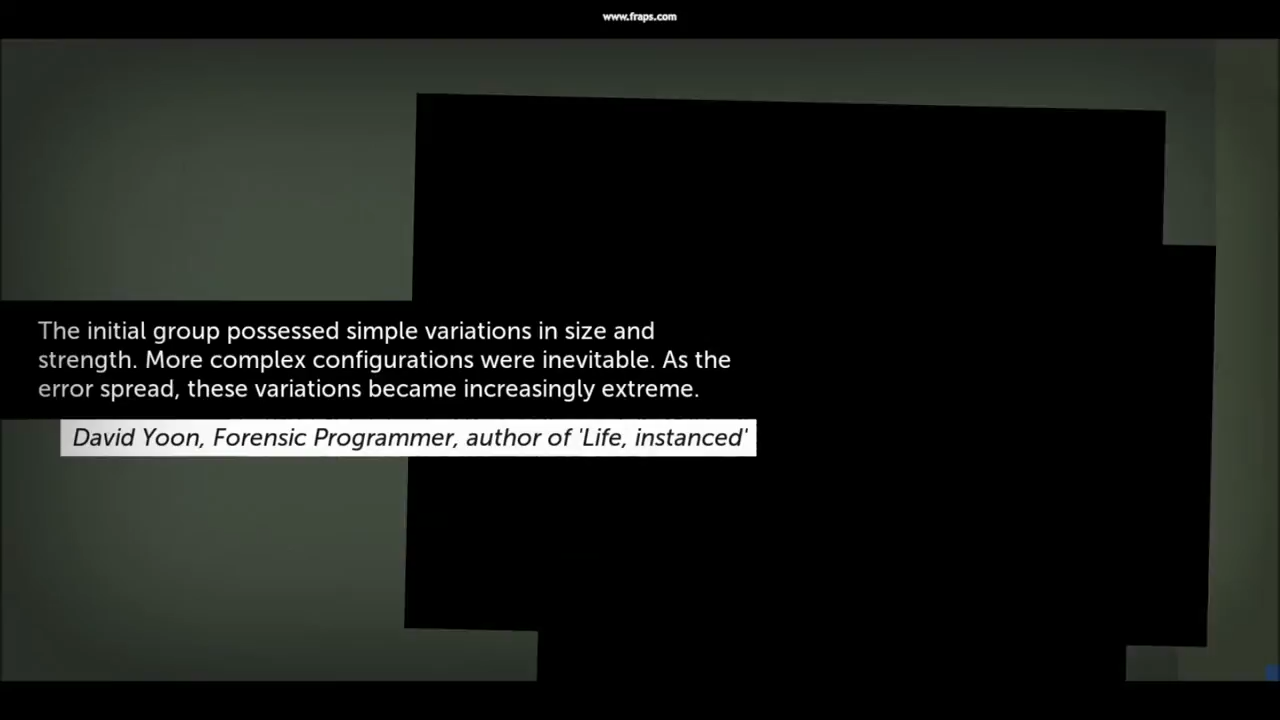 www.fraps.com
The initial group possessed simple variations in size and
strength. More complex configurations were inevitable. As the
error spread, these variations became increasingly extreme.
David Yoon, Forensic Programmer, author of 'Life, instanced'